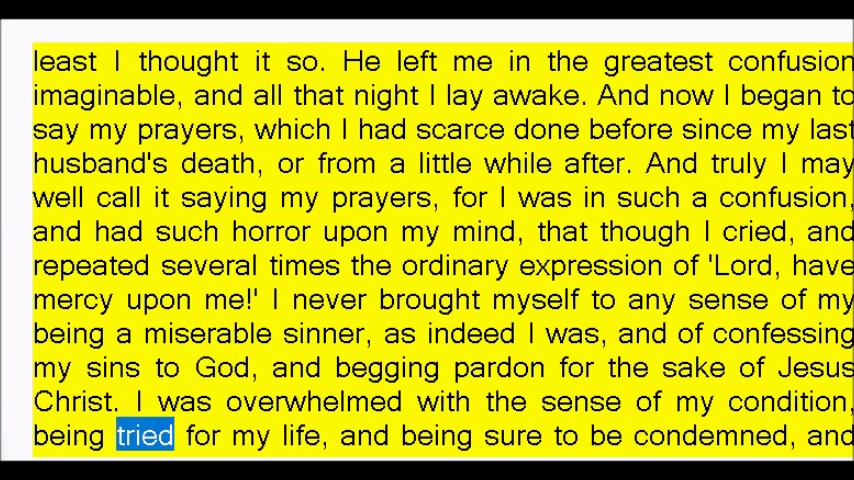 least I thought it so. He left me in the greatest confusion
imaginable, and all that night I lay awake. And now I began to
say my prayers, which I had scarce done before since my last
husband's death, or from a little while after. And truly I may
well call it saying my prayers, for I was in such a confusion,
and had such horror upon my mind, that though I cried, and
repeated several times the ordinary expression of 'Lord, have
mercy upon me!' I never brought myself to any sense of my
being a miserable sinner, as indeed I was, and of confessing
my sins to God, and begging pardon for the sake of Jesus
Christ. I was overwhelmed with the sense of my condition,
being tried for my life, and being sure to be condemned, and